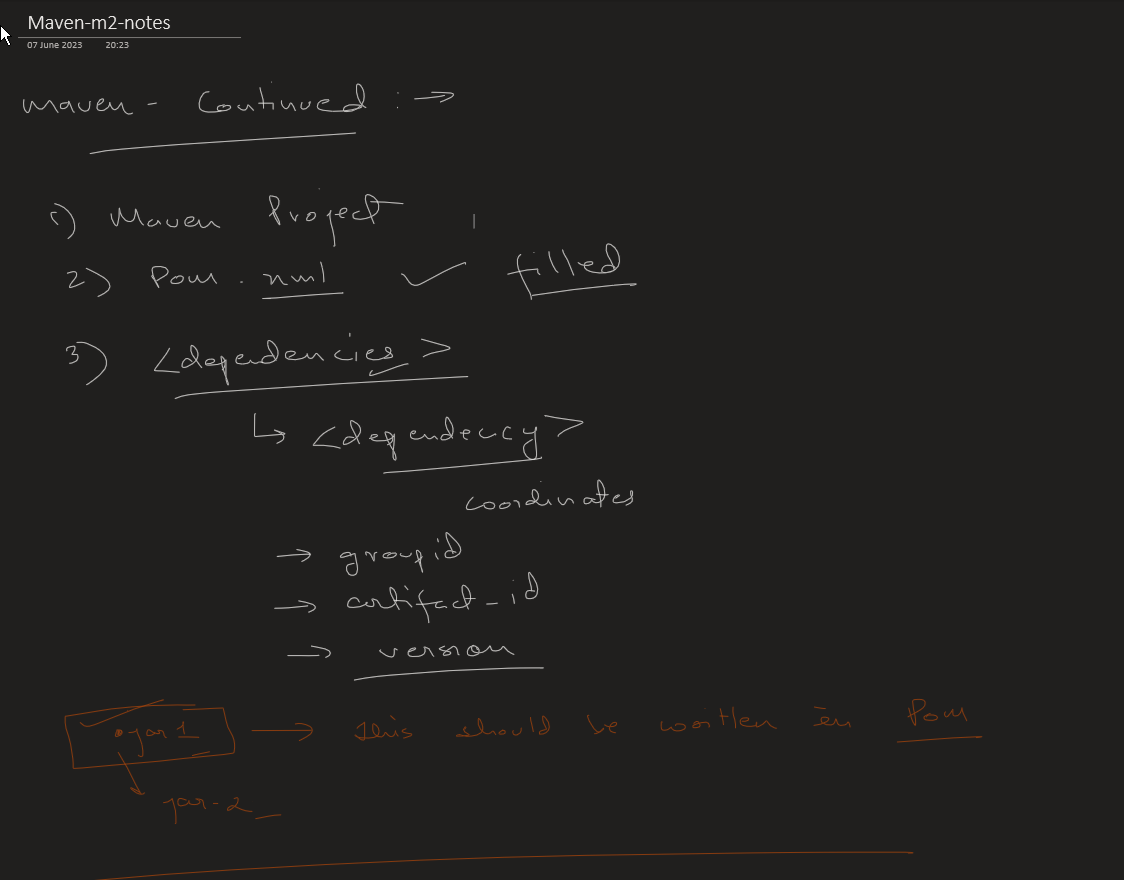 Maven-m2-notes
07 June 2023 20:23
maven - Continued : →
1) Maven Project
2) Pom . xml ✓ filled
3) <dependencies>
↳ <dependency>
coordinates
→ groupid
→ artifact-id
→ version
jar 1 → This should be written in Pom
jar-2